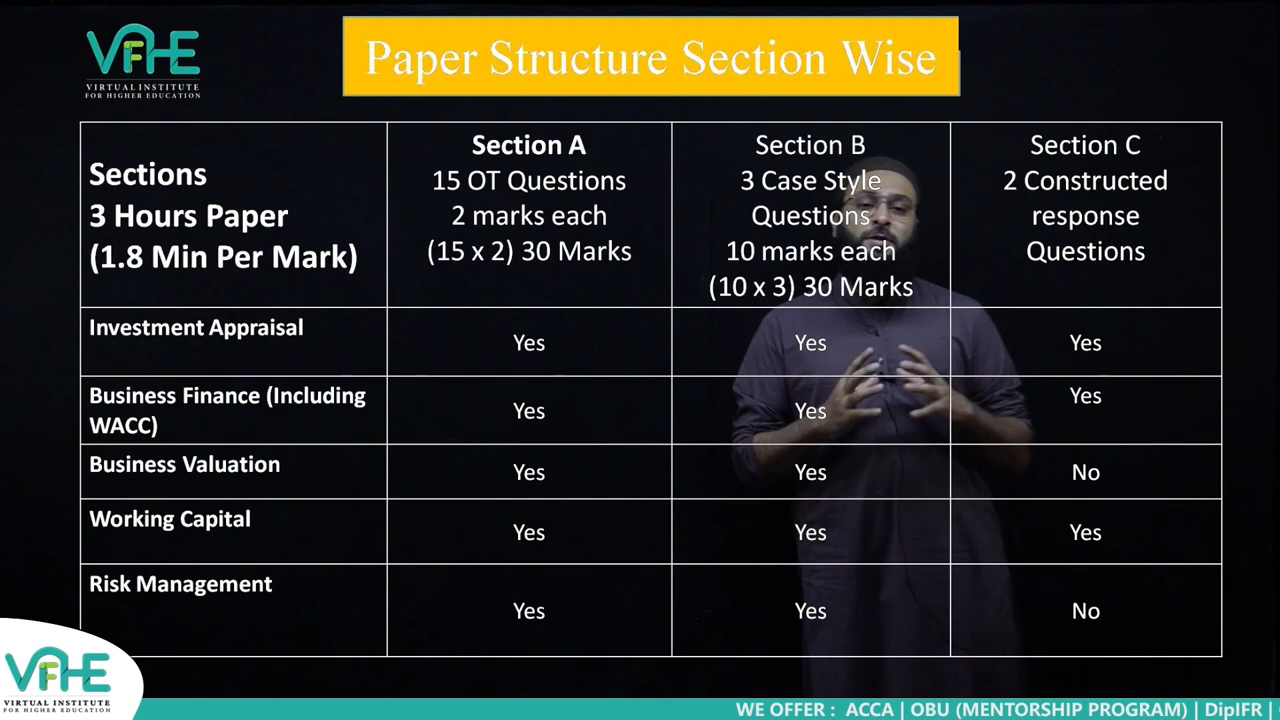 VFHE
VIRTUAL INSTITUTE
FOR HIGHER EDUCATION
Paper Structure Section Wise
Sections
3 Hours Paper
(1.8 Min Per Mark)
Section A
15 OT Questions
2 marks each
(15 x 2) 30 Marks
Section B
3 Case Style
Questions
10 marks each
(10 x 3) 30 Marks
Section C
2 Constructed
response
Questions
Investment Appraisal
Yes
Yes
Yes
Business Finance (Including
WACC)
Yes
Yes
Yes
Business Valuation
Yes
Yes
No
Working Capital
Yes
Yes
Yes
Risk Management
Yes
Yes
No
VFHE
VIRTUAL INSTITUTE
FOR HIGHER EDUCATION
WE OFFER : ACCA | OBU (MENTORSHIP PROGRAM) | DipIFR |